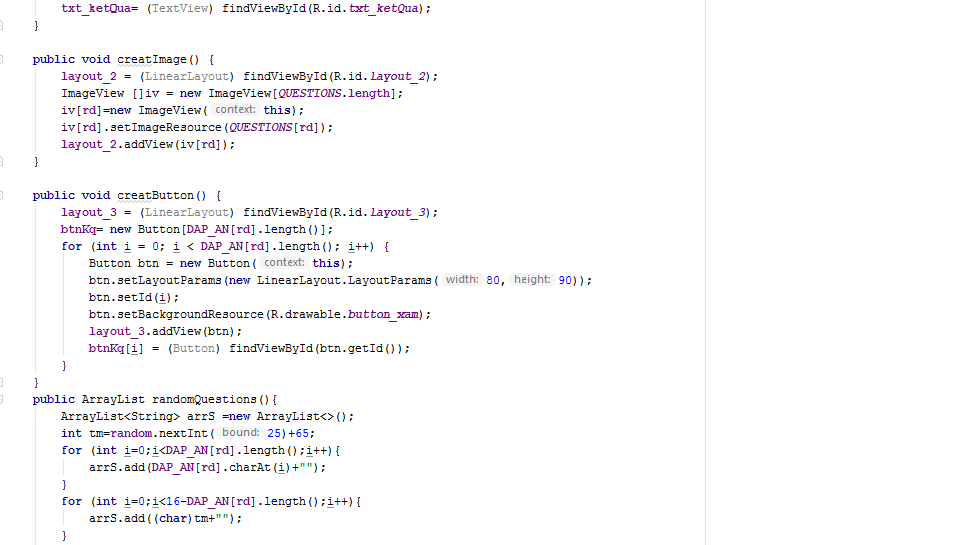 txt_ketQua= (TextView) findViewById(R.id.txt_ketQua);
}
public void creatImage() {
layout_2 = (LinearLayout) findViewById(R.id.Layout_2);
ImageView []iv = new ImageView[QUESTIONS.length];
iv[rd]=new ImageView( context: this);
iv[rd].setImageResource(QUESTIONS[rd]);
layout_2.addView(iv[rd]);
}
public void creatButton() {
layout_3 = (LinearLayout) findViewById(R.id.Layout_3);
btnKq= new Button[DAP_AN[rd].length()];
for (int i = 0; i < DAP_AN[rd].length(); i++) {
Button btn = new Button( context: this);
btn.setLayoutParams(new LinearLayout.LayoutParams( width: 80, height: 90));
btn.setId(i);
btn.setBackgroundResource(R.drawable.button_xam);
layout_3.addView(btn);
btnKq[i] = (Button) findViewById(btn.getId());
}
}
public ArrayList randomQuestions(){
ArrayList<String> arrS =new ArrayList<>();
int tm=random.nextInt( bound: 25)+65;
for (int i=0;i<DAP_AN[rd].length();i++){
arrS.add(DAP_AN[rd].charAt(i)+"");
}
for (int i=0;i<16-DAP_AN[rd].length();i++){
arrS.add((char)tm+"");
}